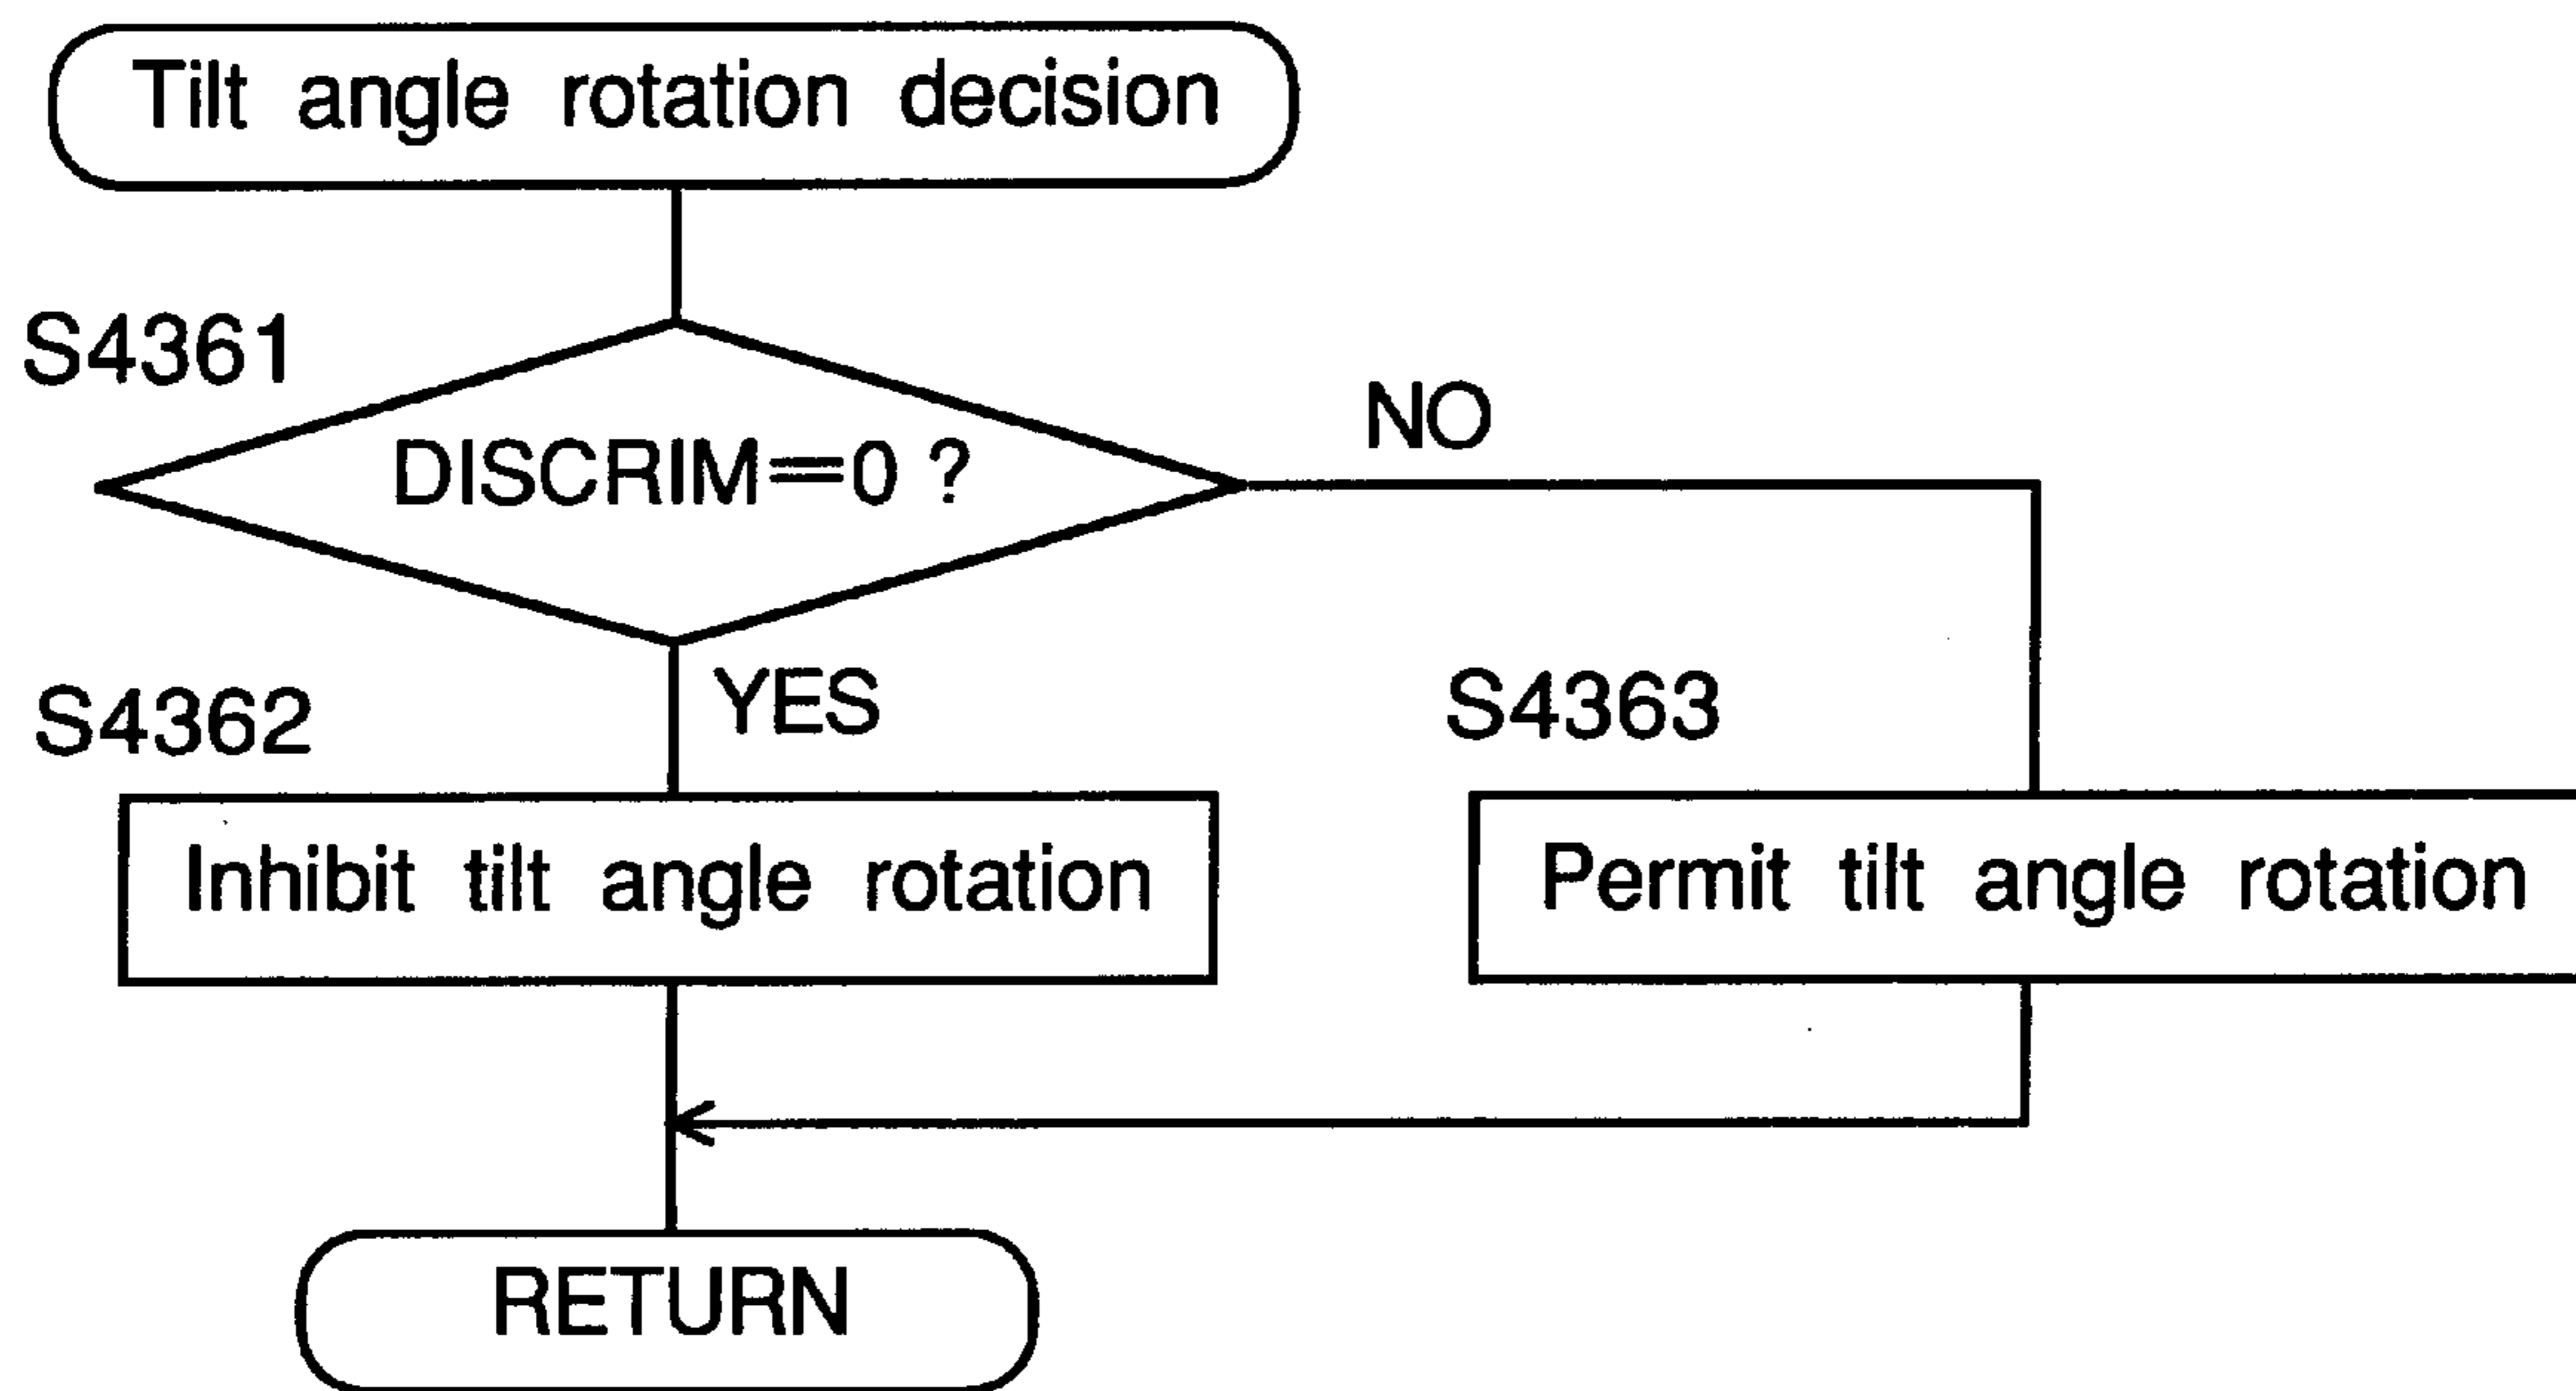 Tilt angle rotation decision
S4361
DISCRIM=0 ?
NO
YES
S4362
S4363
Inhibit tilt angle rotation
Permit tilt angle rotation
RETURN